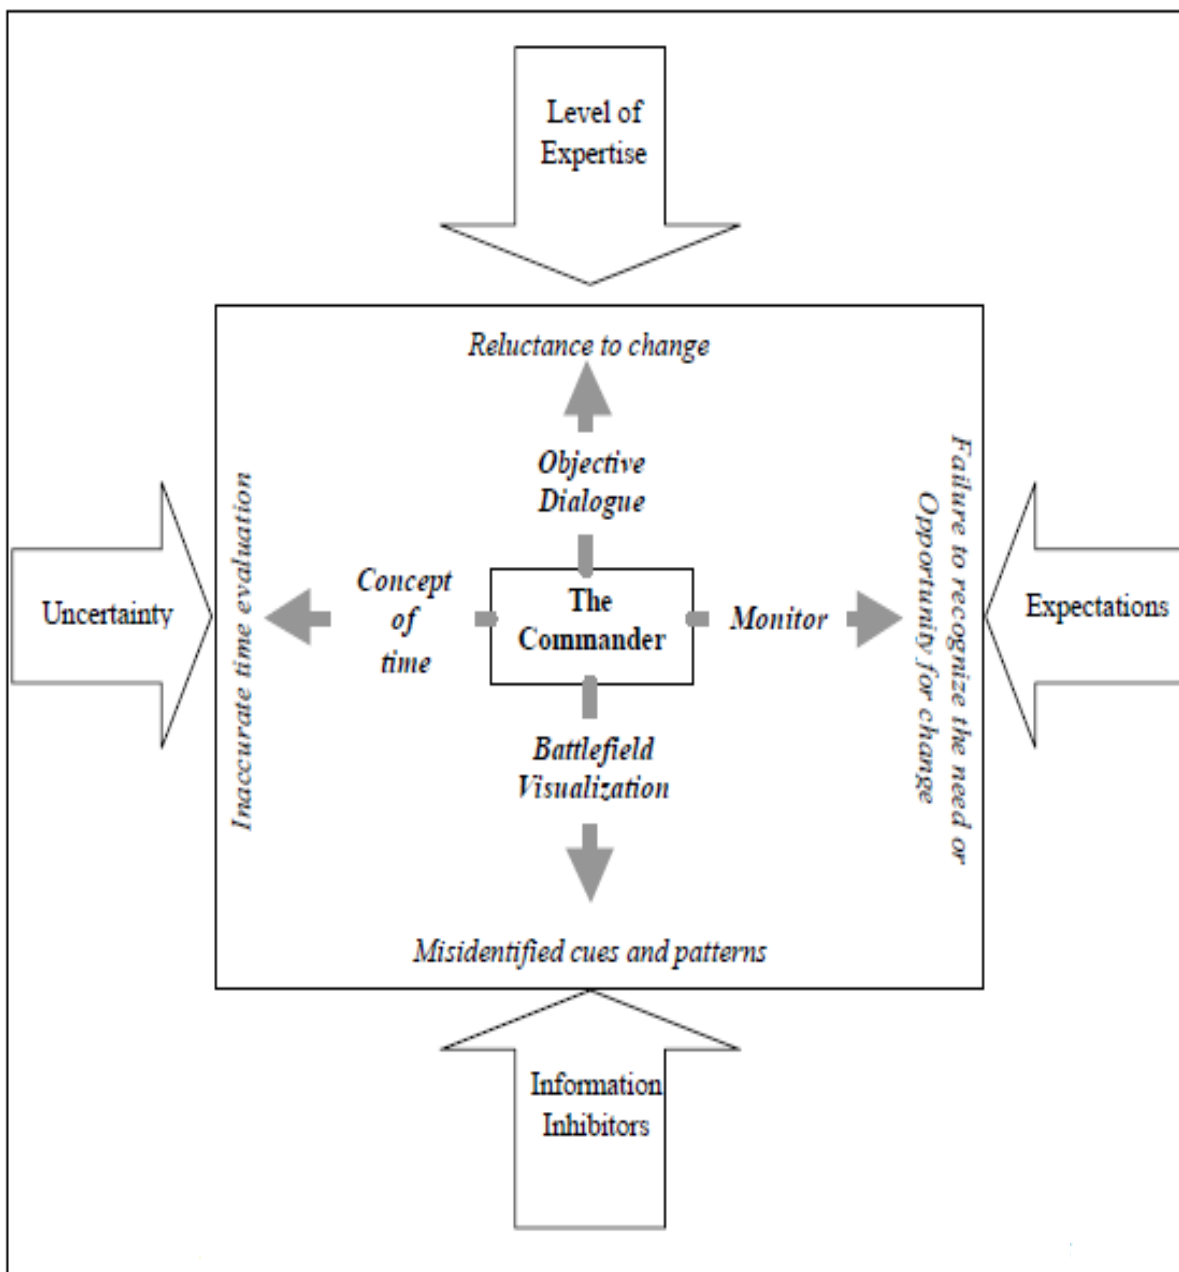 Level of
Expertise
Reluctance to change
Objective
Dialogue
Inaccurate time evaluation
Uncertainty
Concept
of
time
The
Commander
Monitor
Failure to recognize the need or
Opportunity for change
Expectations
Battlefield
Visualization
Misidentified cues and patterns
Information
Inhibitors